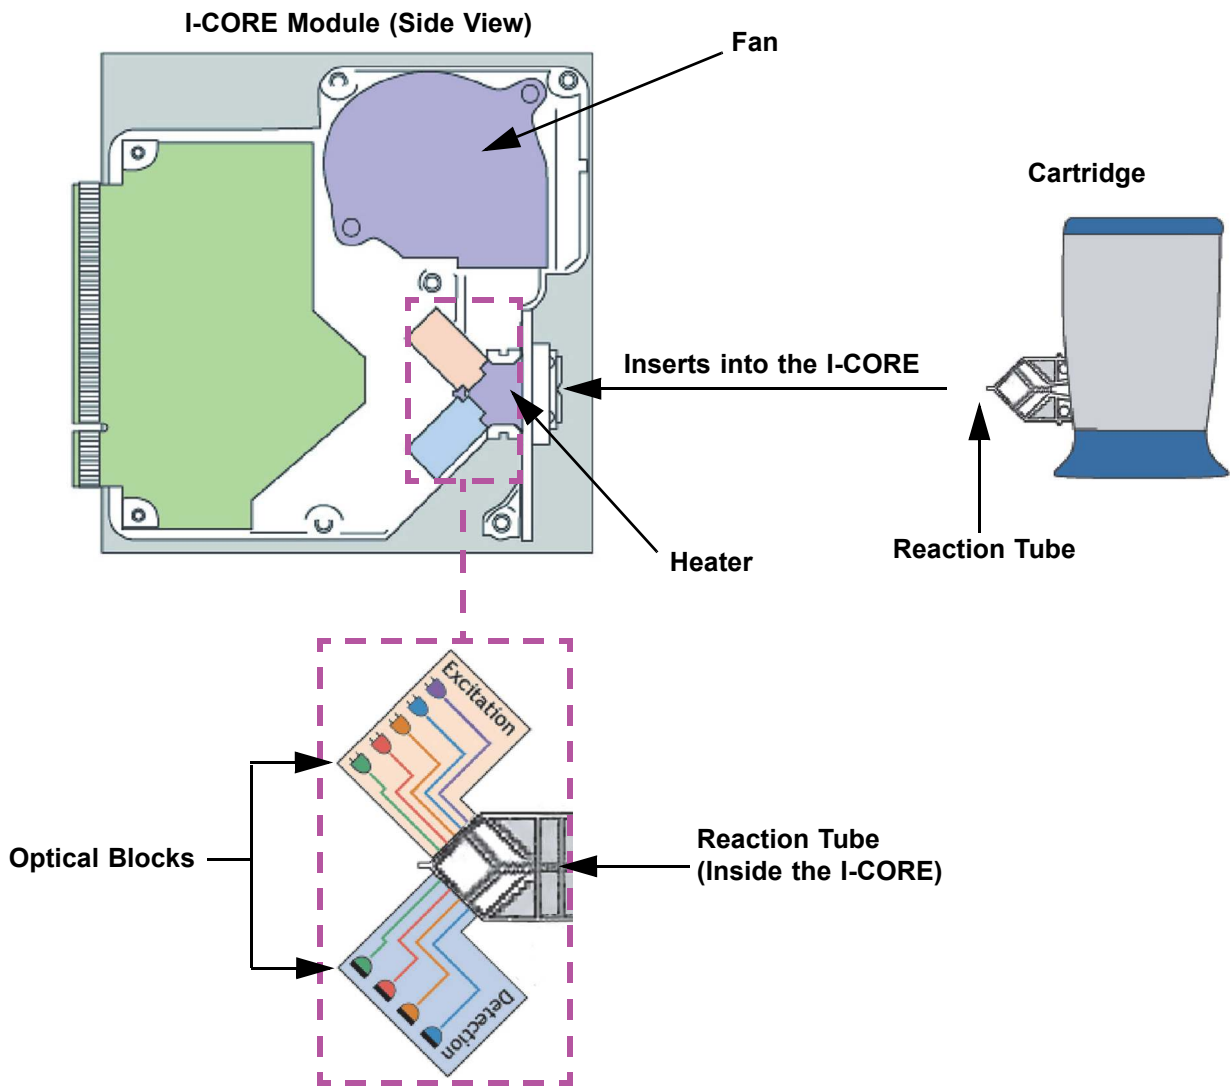 I-CORE Module (Side View)
Fan
Cartridge
Inserts into the I-CORE
Reaction Tube
Heater
Excitation
Optical Blocks
Reaction Tube
(Inside the I-CORE)
Detection